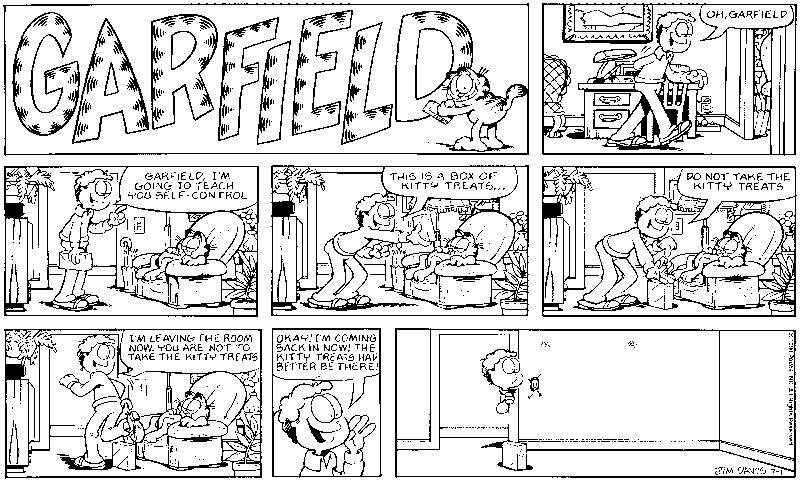 GARFIELD
OH, GARFIELD
GARFIELD, I'M
GOING TO TEACH
YOU SELF-CONTROL
THIS IS A BOX OF
KITTY TREATS...
DO NOT TAKE THE
KITTY TREATS
I'M LEAVING THE ROOM
NOW. YOU ARE NOT TO
TAKE THE KITTY TREATS
OKAY! I'M COMING
BACK IN NOW! THE
KITTY TREATS HAD
BETTER BE THERE!
JIM DAVIS 7-1